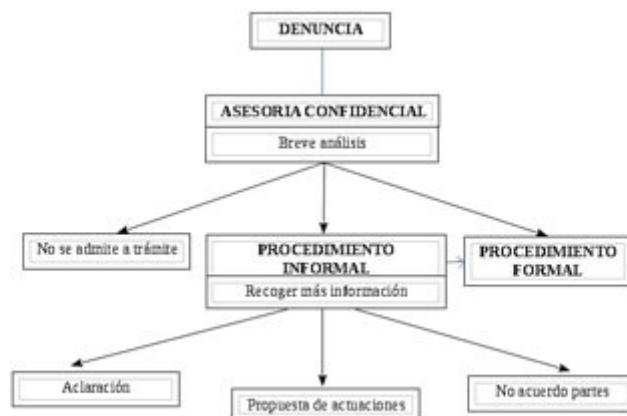 DENUNCIA
ASESORIA CONFIDENCIAL
Breve análisis
No se admite a trámite
PROCEDIMIENTO
INFORMAL
Recoger más información
PROCEDIMIENTO
FORMAL
Aclaración
Propuesta de actuaciones
No acuerdo partes